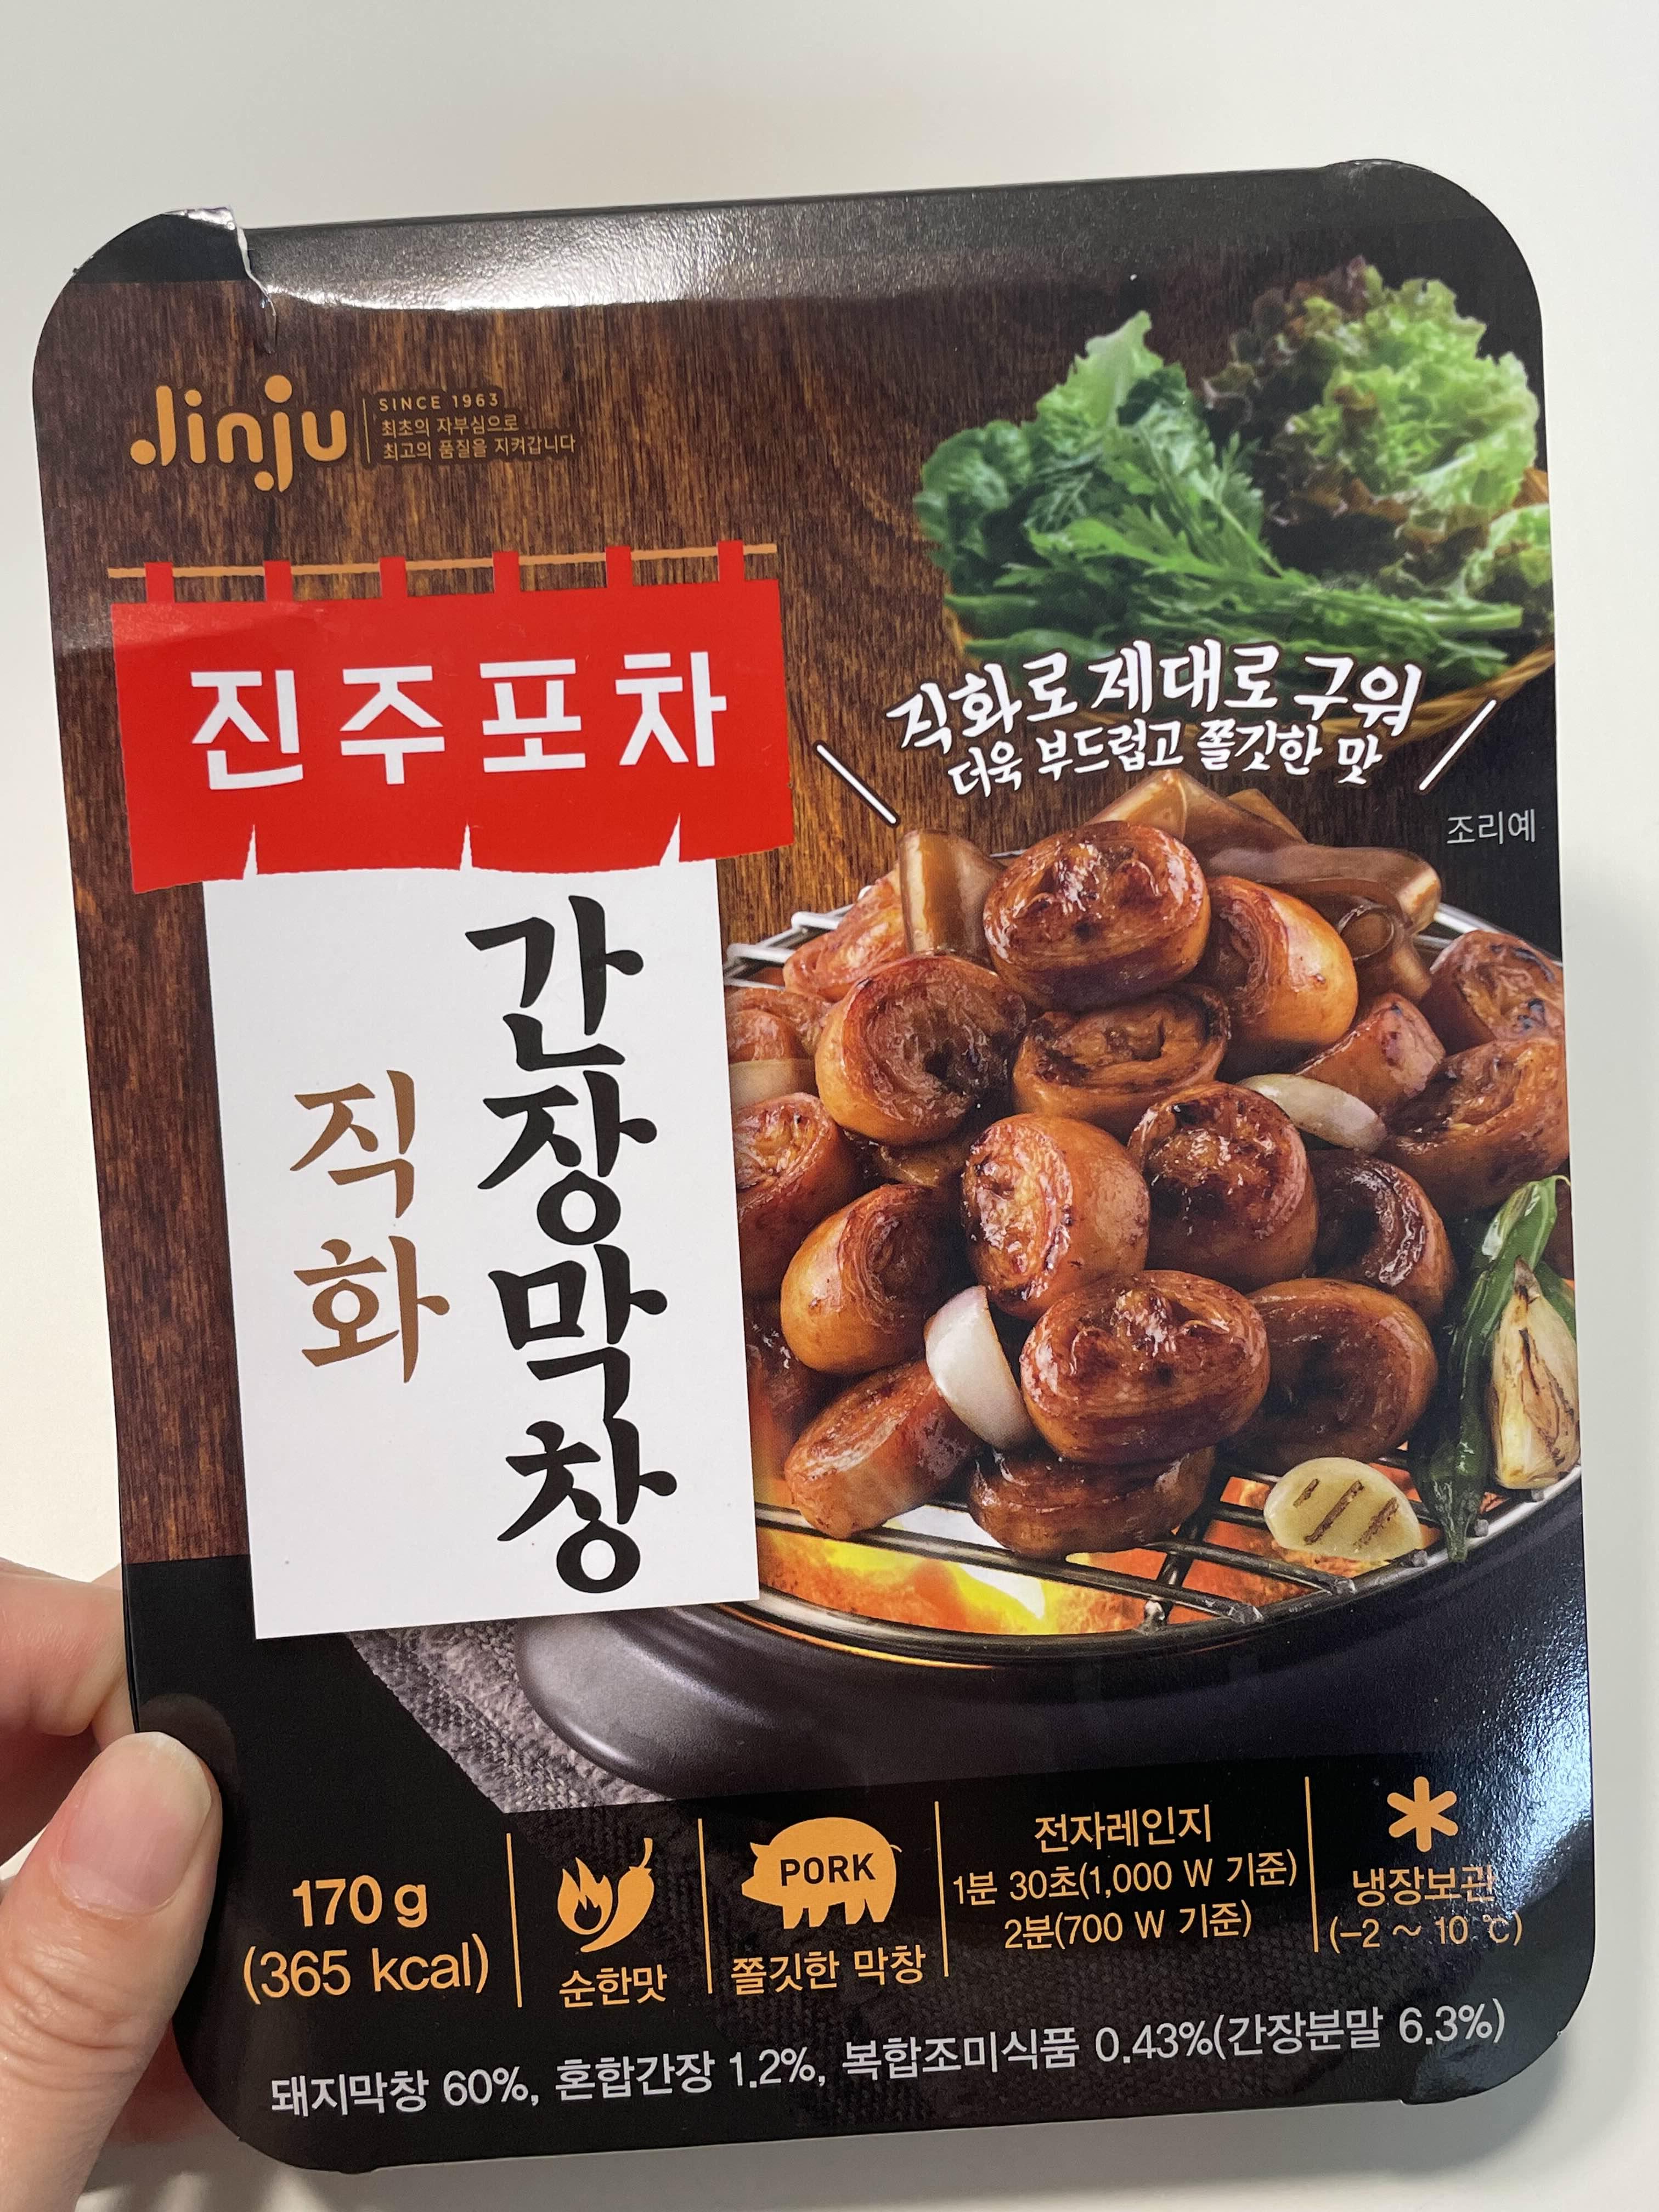 Jinju
SINCE 1963
최초의 자부심으로
최고의 품질을 지켜갑니다
진주포차
직화로 제대로 구워
더욱 부드럽고 쫄깃한 맛
조리예
간장막창
직화
170 g
(365 kcal)
순한맛
PORK
쫄깃한 막창
전자레인지
1분 30초(1,000 W 기준)
2분(700 W 기준)
냉장보관
(-2 ~ 10 ℃)
돼지막창 60%, 혼합간장 1.2%, 복합조미식품 0.43%(간장분말 6.3%)